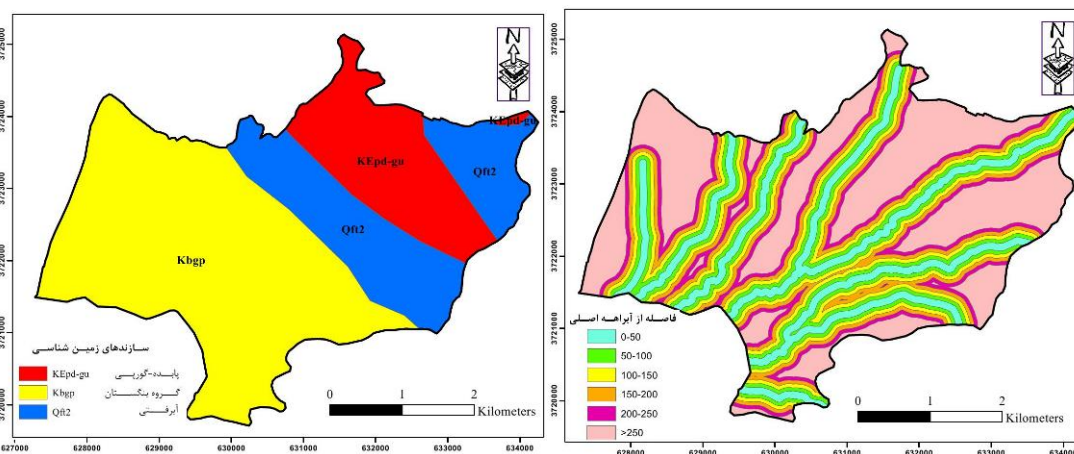 3725000
3724000
3723000
3722000
3721000
3720000
N
KEpd-gu
KEpd-gu
Qft2
Qft2
Kbgp
سازندهای زمین شناسی
KEpd-gu پابده-گورپی
Kbgp گروه بنگستان
Qft2 آبرفتی
0 1 2
Kilometers
627000 628000 629000 630000 631000 632000 633000 634000
3725000
3724000
3723000
3722000
3721000
3720000
N
فاصله از آبراهه اصلی
0-50
50-100
100-150
150-200
200-250
>250
0 1 2
Kilometers
628000 629000 630000 631000 632000 633000 634000